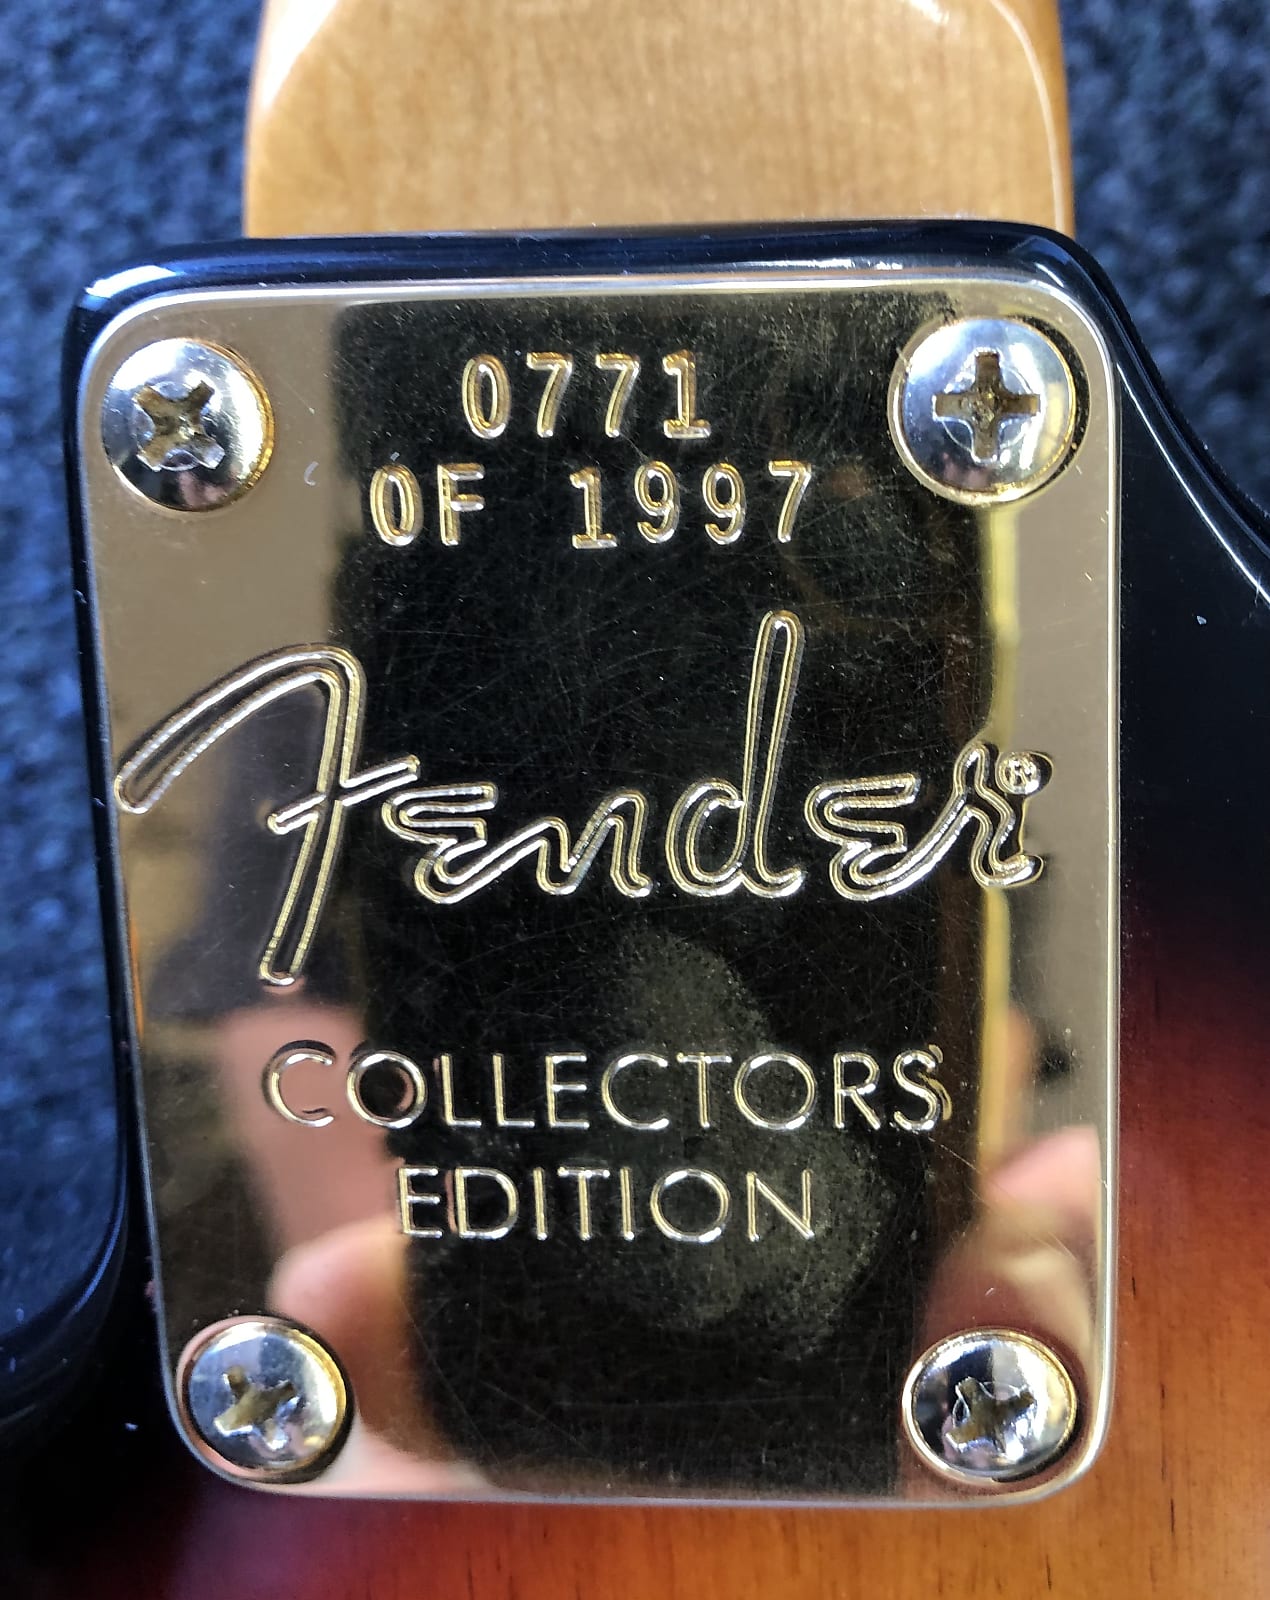 0771
OF 1997
Fender®
COLLECTORS'
EDITION